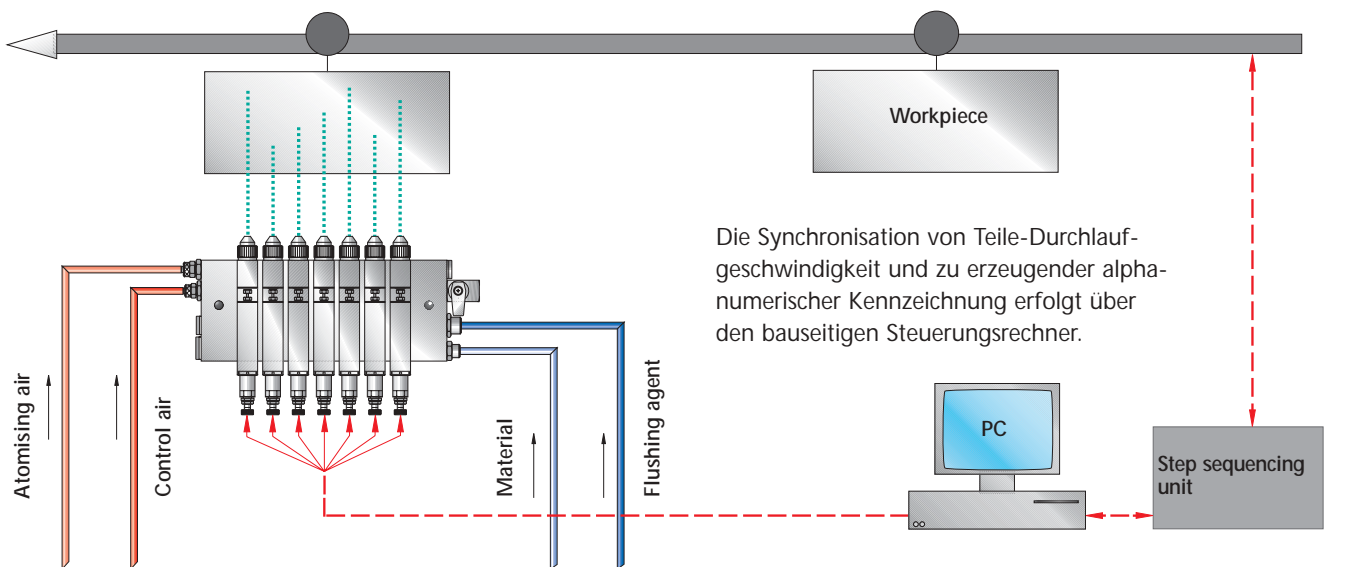 Workpiece
Die Synchronisation von Teile-Durchlauf-
geschwindigkeit und zu erzeugender alpha-
numerischer Kennzeichnung erfolgt über
den bauseitigen Steuerungsrechner.
Atomising air
Control air
Material
Flushing agent
PC
Step sequencing
unit